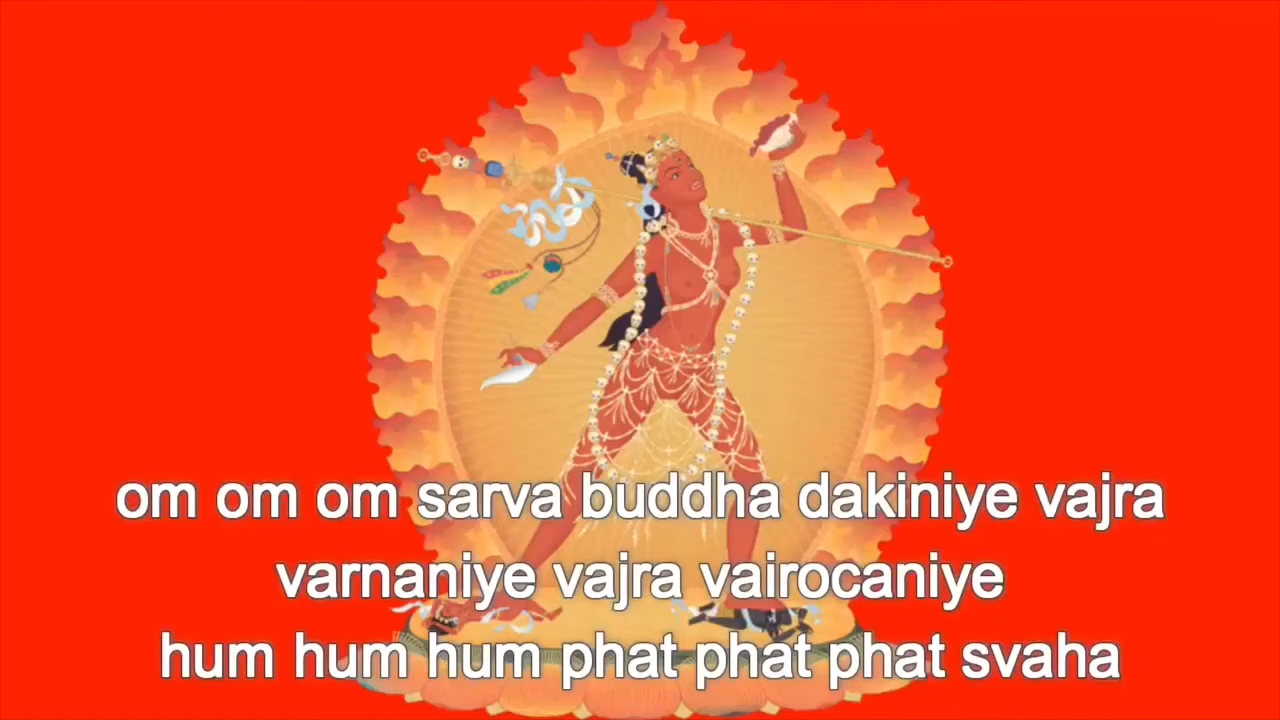 om om om sarva buddha dakiniye vajra
varnaniye vajra vairocaniye
hum hum hum phat phat phat svaha